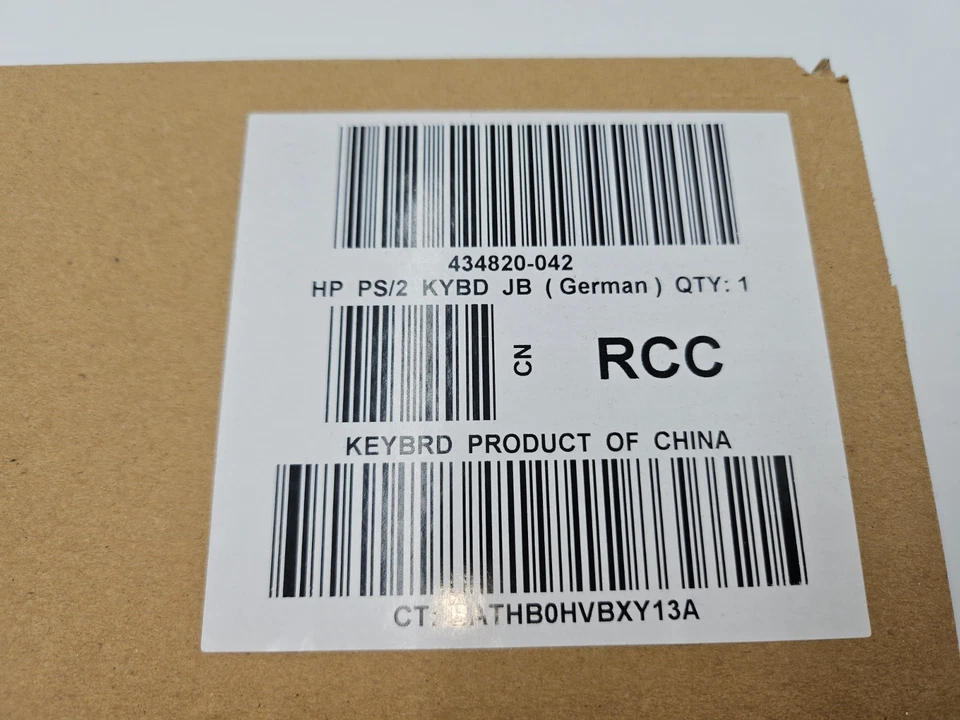 434820-042
HP PS/2 KYBD JB (German) QTY: 1
CN
RCC
KEYBRD PRODUCT OF CHINA
CT: